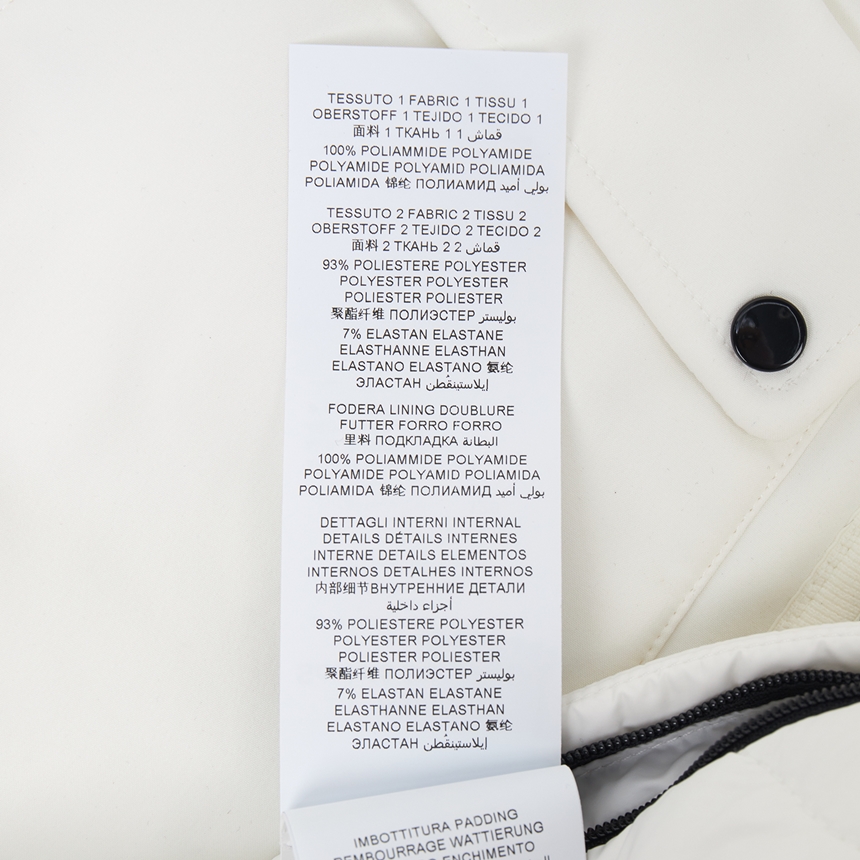 TESSUTO 1 FABRIC 1 TISSU 1
OBERSTOFF 1 TEJIDO 1 TECIDO 1
面料 1 ТКАНЬ 1 1 قماش
100% POLIAMMIDE POLYAMIDE
POLYAMIDE POLYAMID POLIAMIDA
POLIAMIDA 锦纶 ПОЛИАМИД بولي أميد
TESSUTO 2 FABRIC 2 TISSU 2
OBERSTOFF 2 TEJIDO 2 TECIDO 2
面料 2 ТКАНЬ 2 2 قماش
93% POLIESTERE POLYESTER
POLYESTER POLYESTER
POLIESTER POLIESTER
聚酯纤维 ПОЛИЭСТЕР بوليستر
7% ELASTAN ELASTANE
ELASTHANNE ELASTHAN
ELASTANO ELASTANO 氨纶
ЭЛАСТАН إيلاستينقُطن
FODERA LINING DOUBLURE
FUTTER FORRO FORRO
里料 ПОДКЛАДКА البطانة
100% POLIAMMIDE POLYAMIDE
POLYAMIDE POLYAMID POLIAMIDA
POLIAMIDA 锦纶 ПОЛИАМИД بولي أميد
DETTAGLI INTERNI INTERNAL
DETAILS DÉTAILS INTERNES
INTERNE DETAILS ELEMENTOS
INTERNOS DETALHES INTERNOS
内部细节ВНУТРЕННИЕ ДЕТАЛИ
أجزاء داخلية
93% POLIESTERE POLYESTER
POLYESTER POLYESTER
POLIESTER POLIESTER
聚酯纤维 ПОЛИЭСТЕР بوليستر
7% ELASTAN ELASTANE
ELASTHANNE ELASTHAN
ELASTANO ELASTANO 氨纶
ЭЛАСТАН إيلاستينقُطن
IMBOTTITURA PADDING
REMBOURRAGE WATTIERUNG
ENCHIMENTO